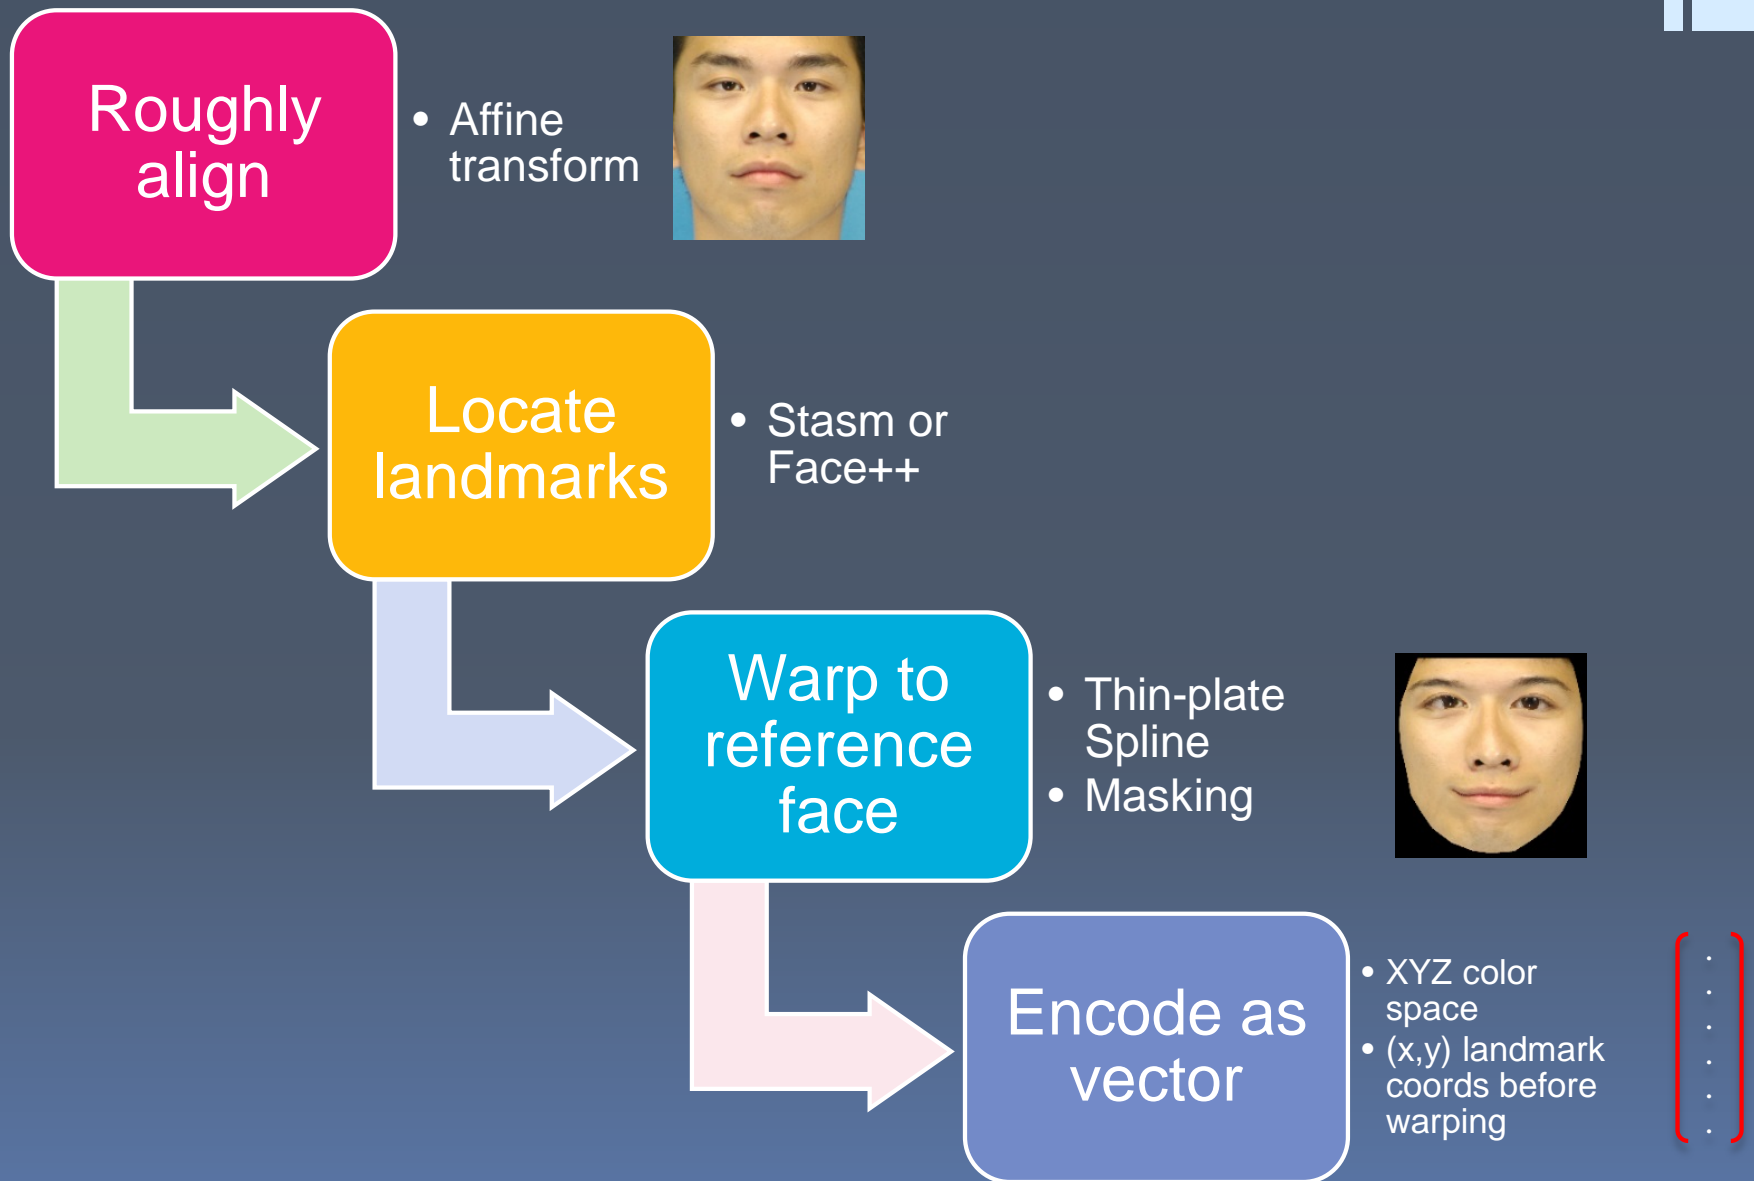 Roughly
align
• Affine
transform
Locate
landmarks
• Stasm or
Face++
Warp to
reference
face
• Thin-plate
Spline
• Masking
Encode as
vector
• XYZ color
space
• (x,y) landmark
coords before
warping
.
.
.
.
.
.